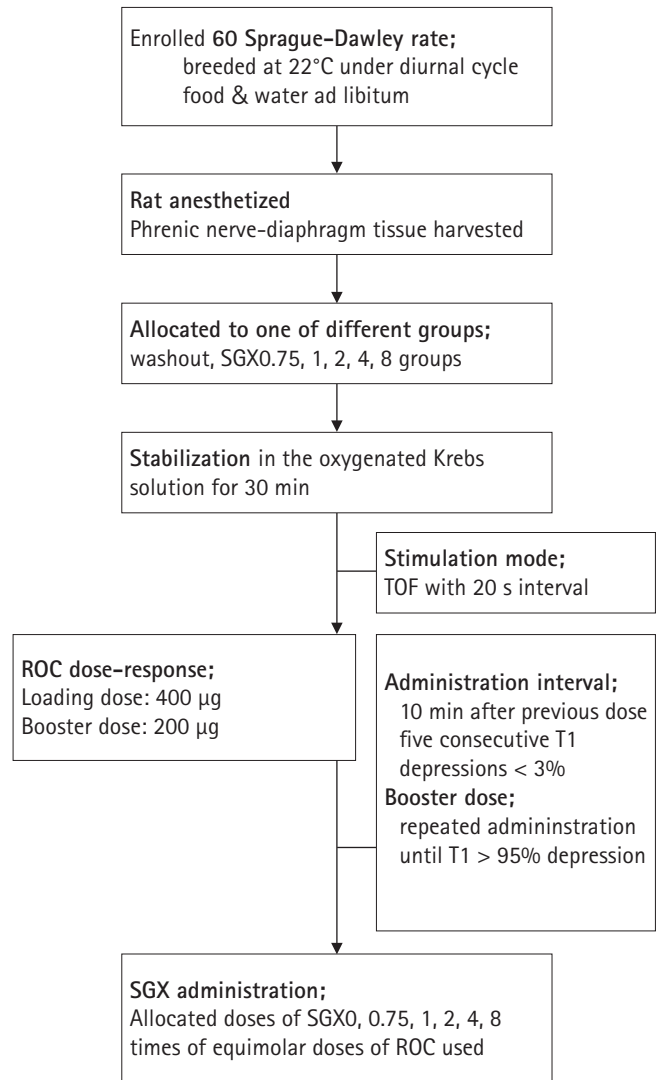 Enrolled 60 Sprague-Dawley rate;
breeded at 22°C under diurnal cycle
food & water ad libitum
Rat anesthetized
Phrenic nerve-diaphragm tissue harvested
Allocated to one of different groups;
washout, SGX0.75, 1, 2, 4, 8 groups
Stabilization in the oxygenated Krebs
solution for 30 min
Stimulation mode;
TOF with 20 s interval
ROC dose-response;
Loading dose: 400 µg
Booster dose: 200 µg
Administration interval;
10 min after previous dose
five consecutive T1
depressions < 3%
Booster dose;
repeated admininstration
until T1 > 95% depression
SGX administration;
Allocated doses of SGX0, 0.75, 1, 2, 4, 8
times of equimolar doses of ROC used